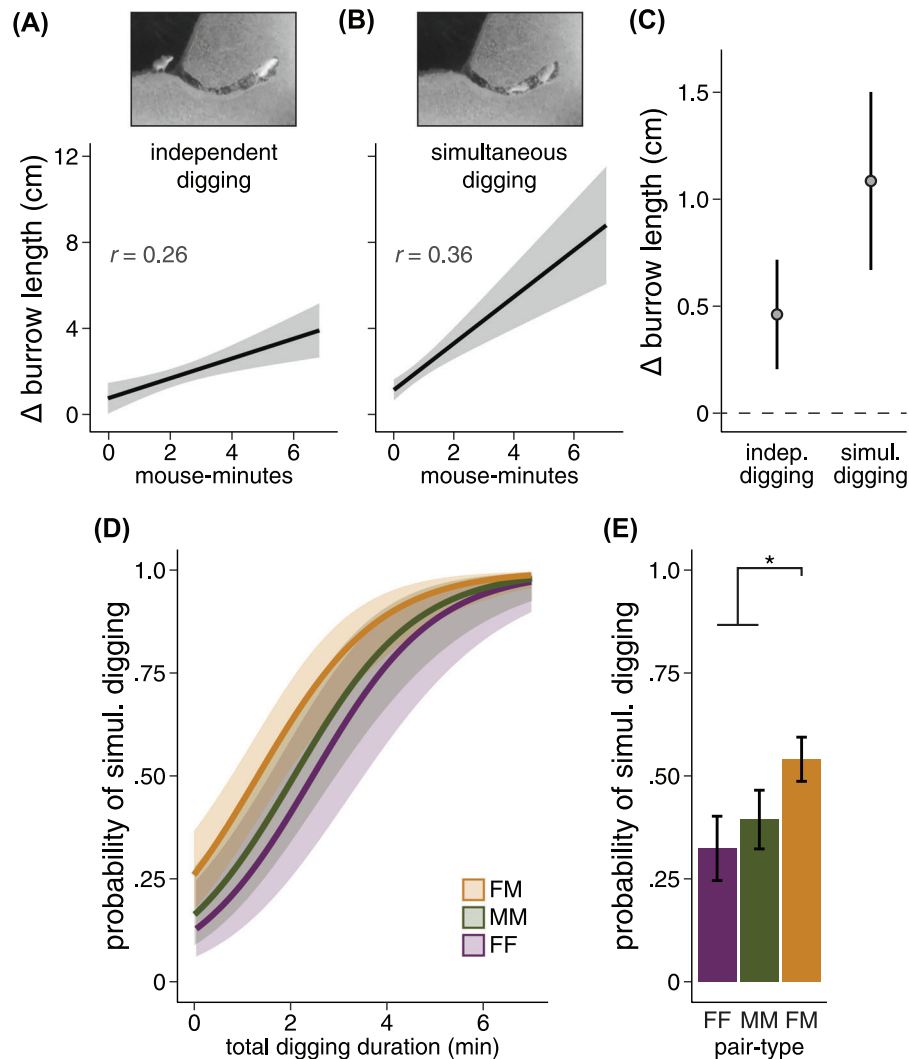 (A)
independent
digging
r = 0.26
Δ burrow length (cm)
12
8
4
0
0 2 4 6
mouse-minutes
(B)
simultaneous
digging
r = 0.36
0 2 4 6
mouse-minutes
(C)
Δ burrow length (cm)
1.5
1.0
0.5
0
indep.
digging
simul.
digging
(D)
probability of simul. digging
1.0
.75
.50
.25
0
FM
MM
FF
0 2 4 6
total digging duration (min)
(E)
probability of simul. digging
1.0
.75
.50
.25
0
*
FF MM FM
pair-type